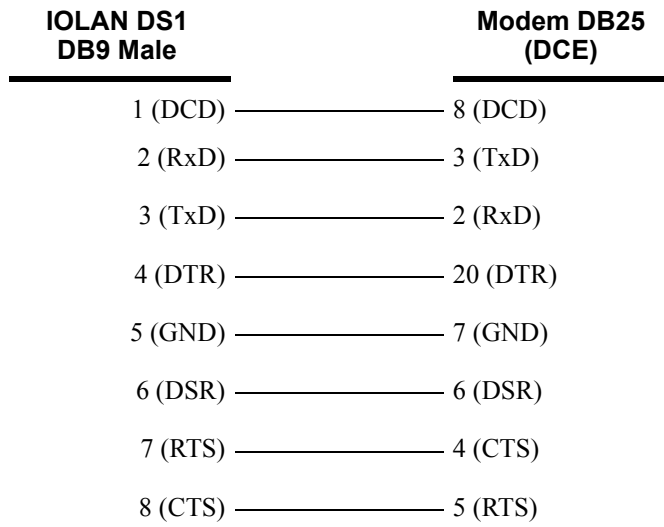 IOLAN DS1
DB9 Male
Modem DB25
(DCE)
1 (DCD) 8 (DCD)
2 (RxD) 3 (TxD)
3 (TxD) 2 (RxD)
4 (DTR) 20 (DTR)
5 (GND) 7 (GND)
6 (DSR) 6 (DSR)
7 (RTS) 4 (CTS)
8 (CTS) 5 (RTS)